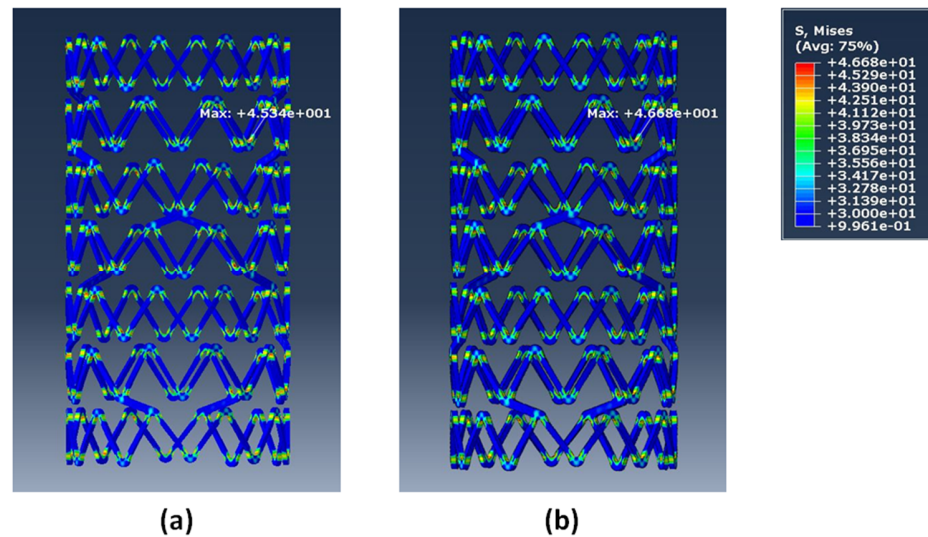 Max: +4.534e+001
Max: +4.668e+001
S, Mises
(Avg: 75%)
+4.668e+01
+4.529e+01
+4.390e+01
+4.251e+01
+4.112e+01
+3.973e+01
+3.834e+01
+3.695e+01
+3.556e+01
+3.417e+01
+3.278e+01
+3.139e+01
+3.000e+01
+9.961e-01
(a)
(b)